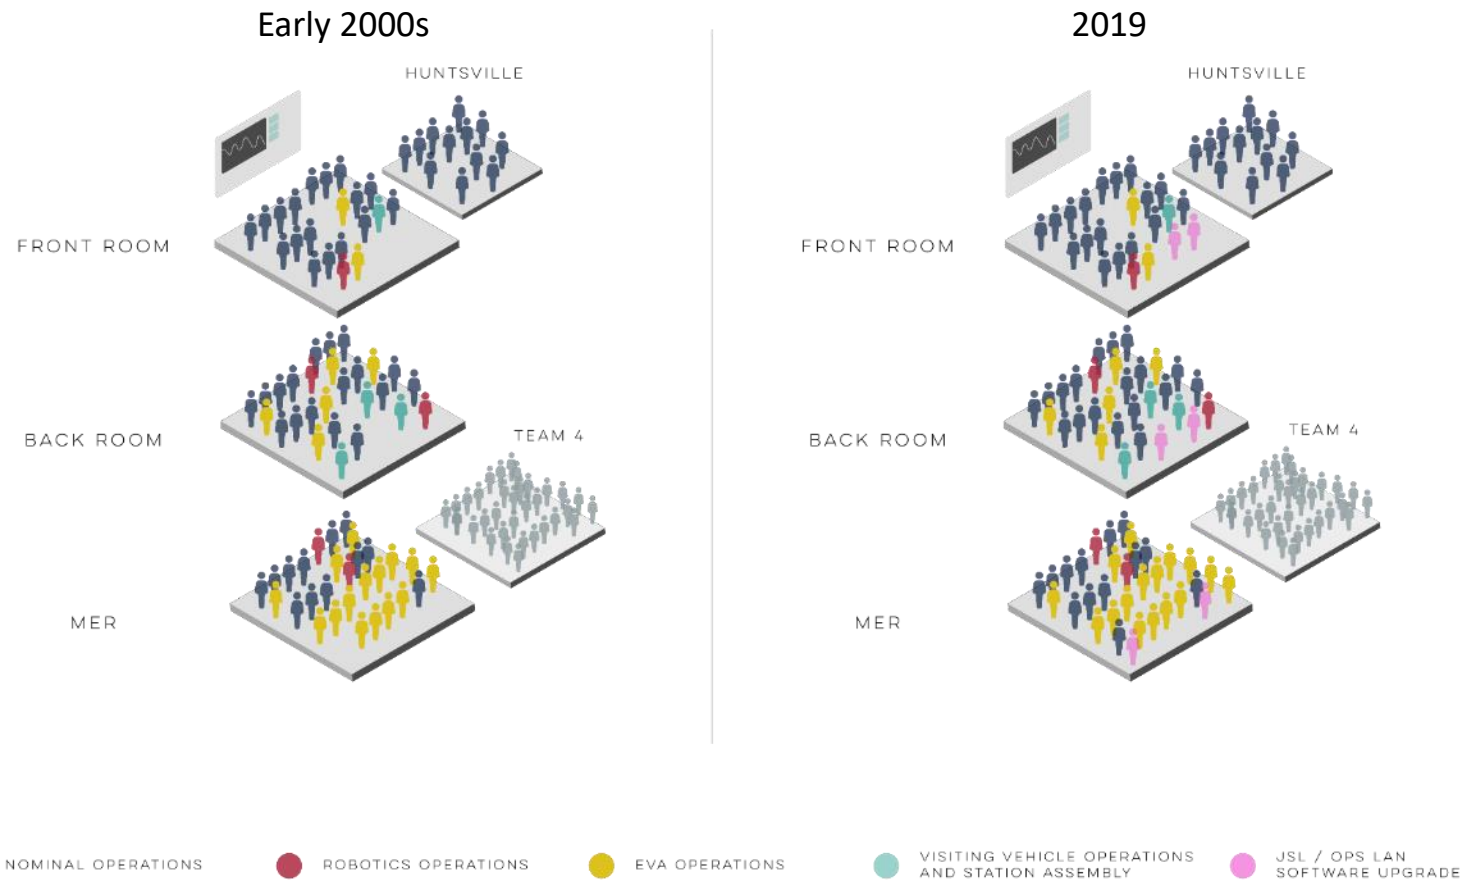 Early 2000s
2019
HUNTSVILLE
HUNTSVILLE
FRONT ROOM
FRONT ROOM
BACK ROOM
TEAM 4
BACK ROOM
TEAM 4
MER
MER
NOMINAL OPERATIONS
ROBOTICS OPERATIONS
EVA OPERATIONS
VISITING VEHICLE OPERATIONS
AND STATION ASSEMBLY
JSL / OPS LAN
SOFTWARE UPGRADE